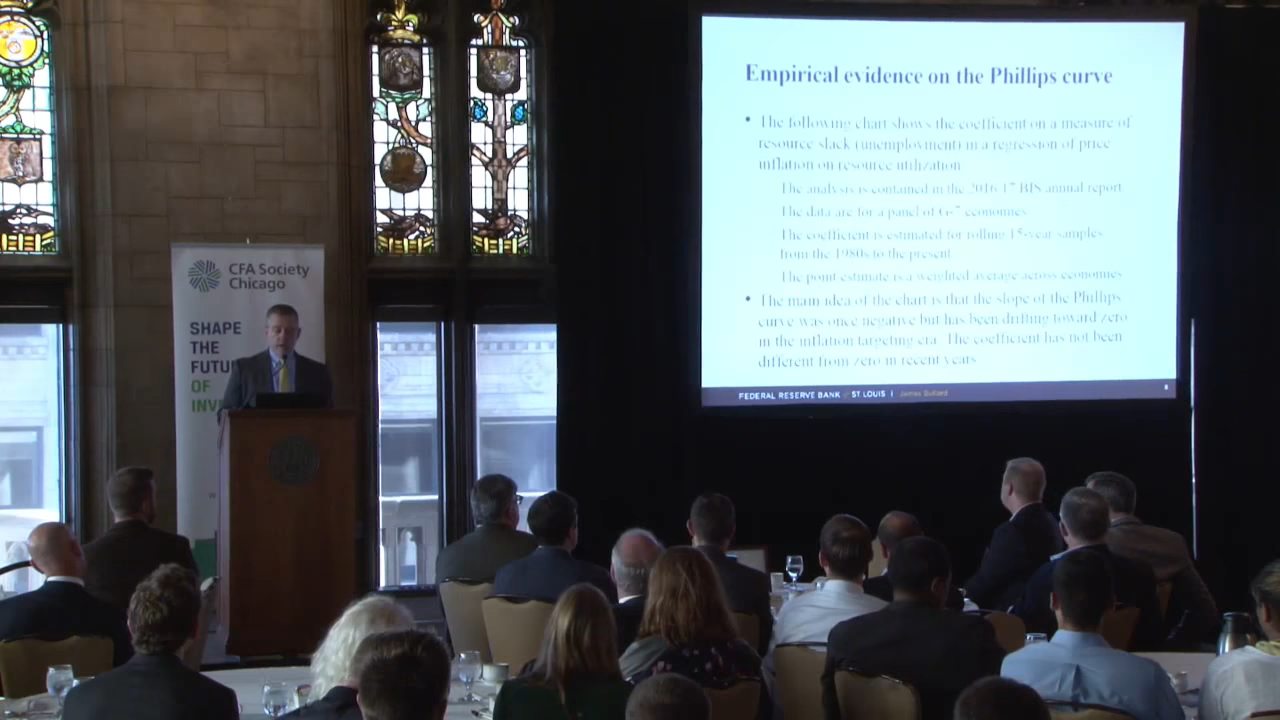 CFA Society
Chicago
SHAPE
THE
FUTU
OF
INV
Empirical evidence on the Phillips curve
• The following chart shows the coefficient on a measure of
resource slack (unemployment) in a regression of price
inflation on resource utilization.
The analysis is contained in the 2016-17 BIS annual report.
The data are for a panel of G-7 economies.
The coefficient is estimated for rolling 15-year samples
from the 1980s to the present.
The point estimate is a weighted average across economies.
• The main idea of the chart is that the slope of the Phillips
curve was once negative but has been drifting toward zero
in the inflation targeting era. The coefficient has not been
different from zero in recent years.
FEDERAL RESERVE BANK of ST. LOUIS | James Bullard
8